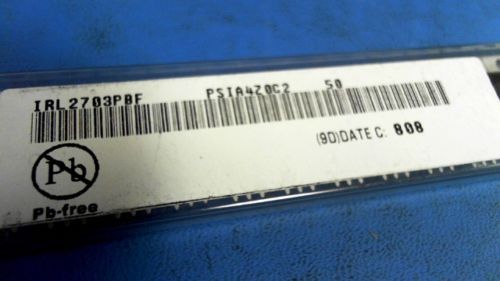 IRL2703PBF PSIA4Z0C2 50
(9D)DATE C: 808
Pb
Pb-free